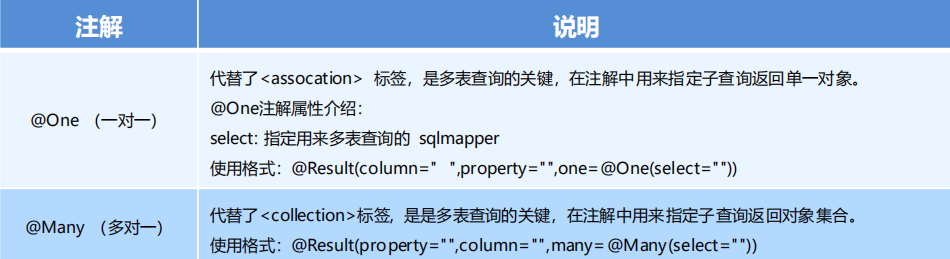 注解
说明
@One （一对一）
代替了<assocation> 标签，是多表查询的关键，在注解中用来指定子查询返回单一对象。
@One注解属性介绍：
select: 指定用来多表查询的 sqlmapper
使用格式：@Result(column=" ",property="",one=@One(select=""))
@Many （多对一）
代替了<collection>标签, 是是多表查询的关键，在注解中用来指定子查询返回对象集合。
使用格式：@Result(property="",column="",many=@Many(select=""))